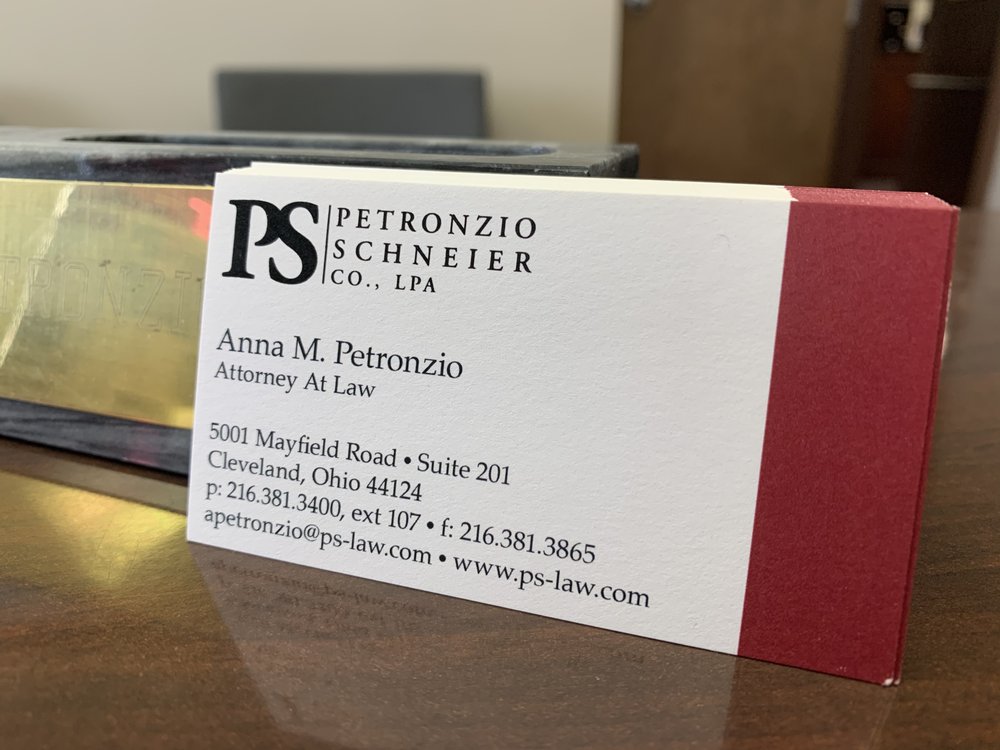 PS
PETRONZIO
SCHNEIER
CO., LPA
Anna M. Petronzio
Attorney At Law
5001 Mayfield Road • Suite 201
Cleveland, Ohio 44124
p: 216.381.3400, ext 107 • f: 216.381.3865
apetronzio@ps-law.com • www.ps-law.com